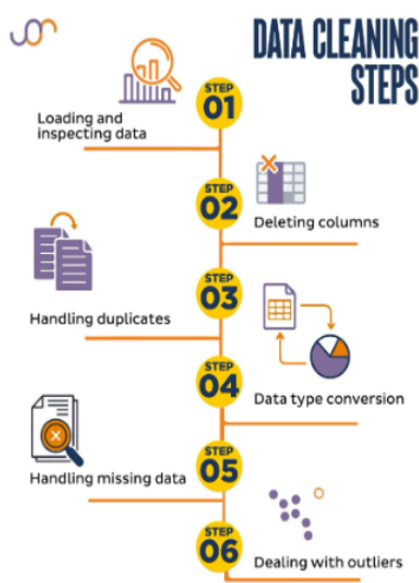 DATA CLEANING
STEPS
STEP
01
Loading and
inspecting data
STEP
02
Deleting columns
STEP
03
Handling duplicates
STEP
04
Data type conversion
STEP
05
Handling missing data
STEP
06
Dealing with outliers